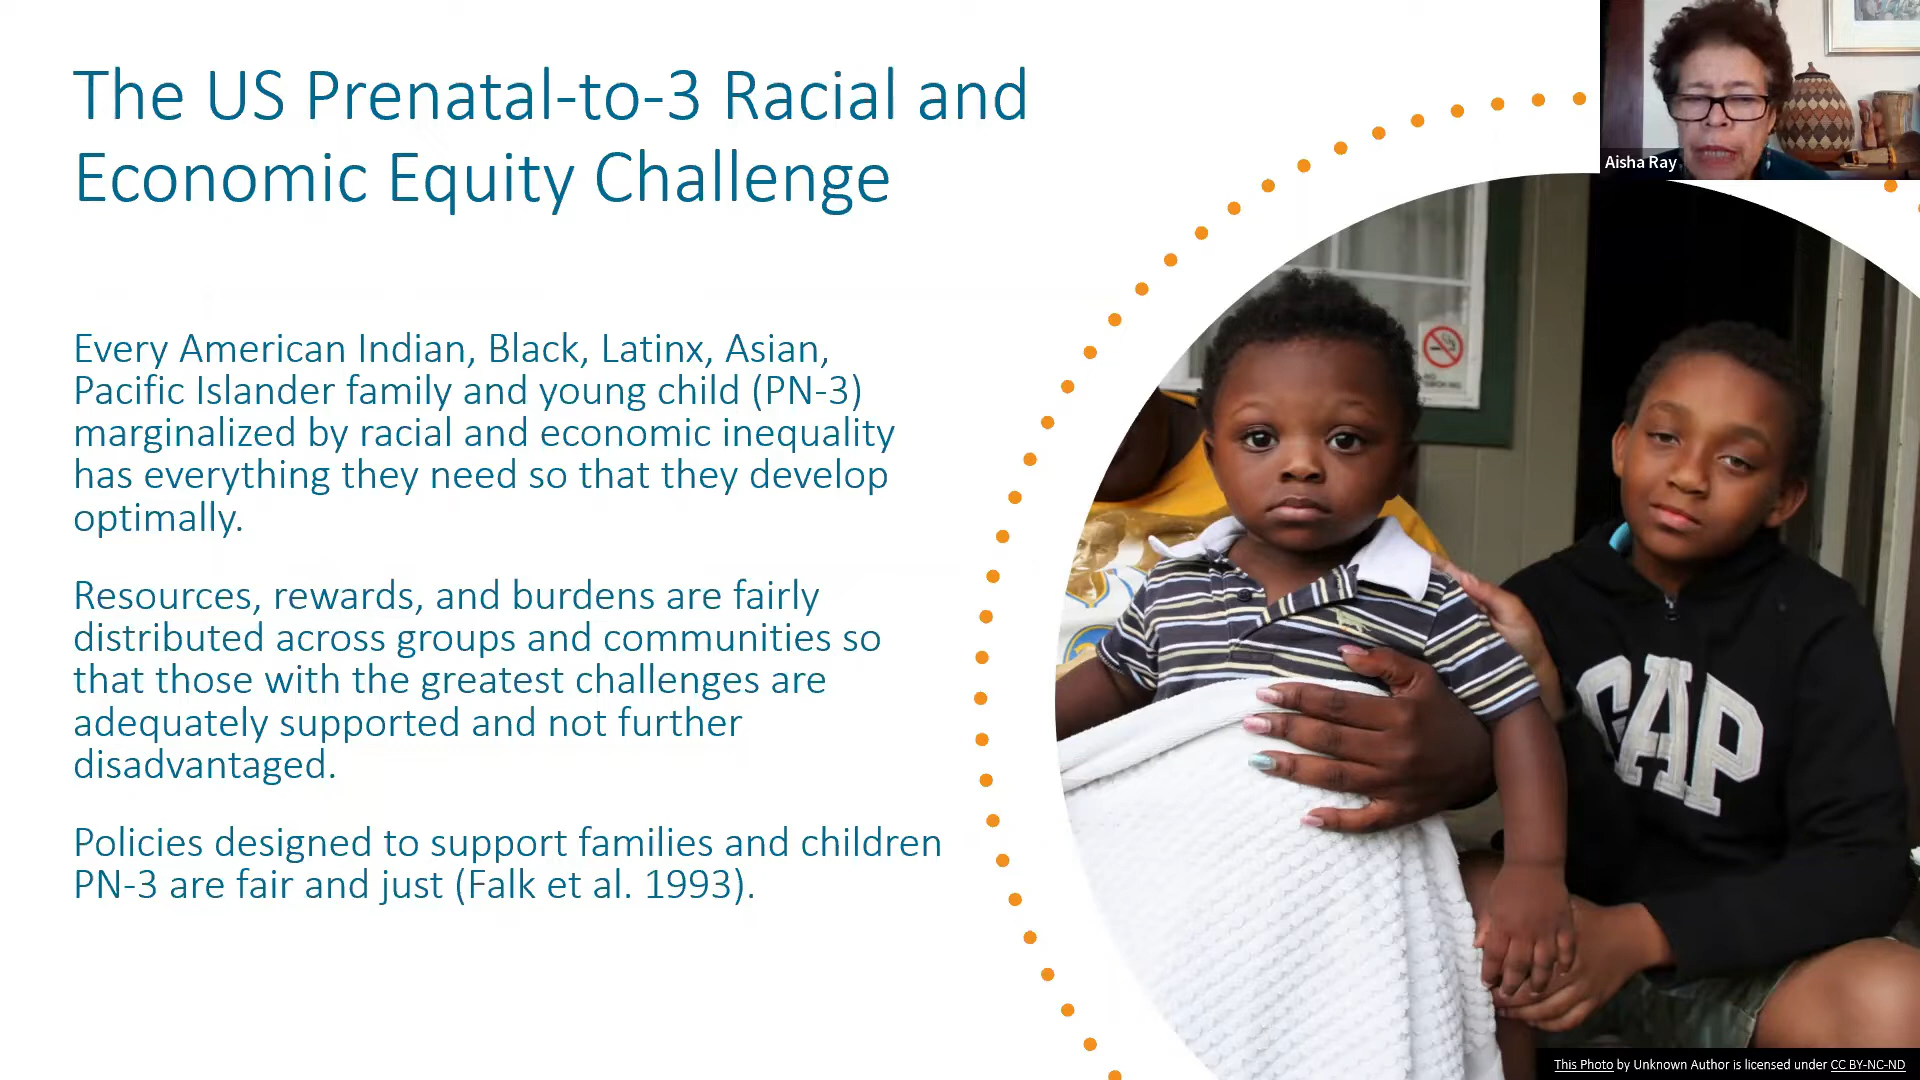 The US Prenatal-to-3 Racial and
Economic Equity Challenge
Aisha Ray
Every American Indian, Black, Latinx, Asian,
Pacific Islander family and young child (PN-3)
marginalized by racial and economic inequality
has everything they need so that they develop
optimally.
Resources, rewards, and burdens are fairly
distributed across groups and communities so
that those with the greatest challenges are
adequately supported and not further
disadvantaged.
Policies designed to support families and children
PN-3 are fair and just (Falk et al. 1993).
GAP
This Photo by Unknown Author is licensed under CC BY-NC-ND